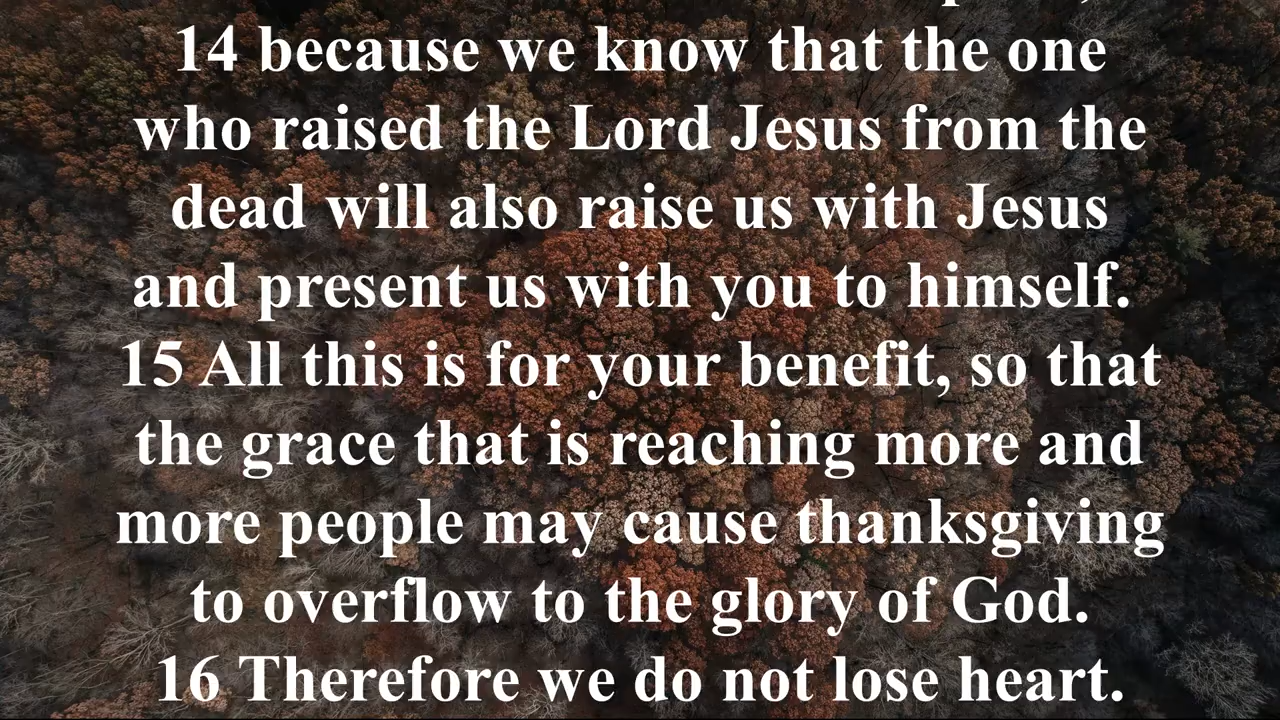 14 because we know that the one
who raised the Lord Jesus from the
dead will also raise us with Jesus
and present us with you to himself.
15 All this is for your benefit, so that
the grace that is reaching more and
more people may cause thanksgiving
to overflow to the glory of God.
16 Therefore we do not lose heart.